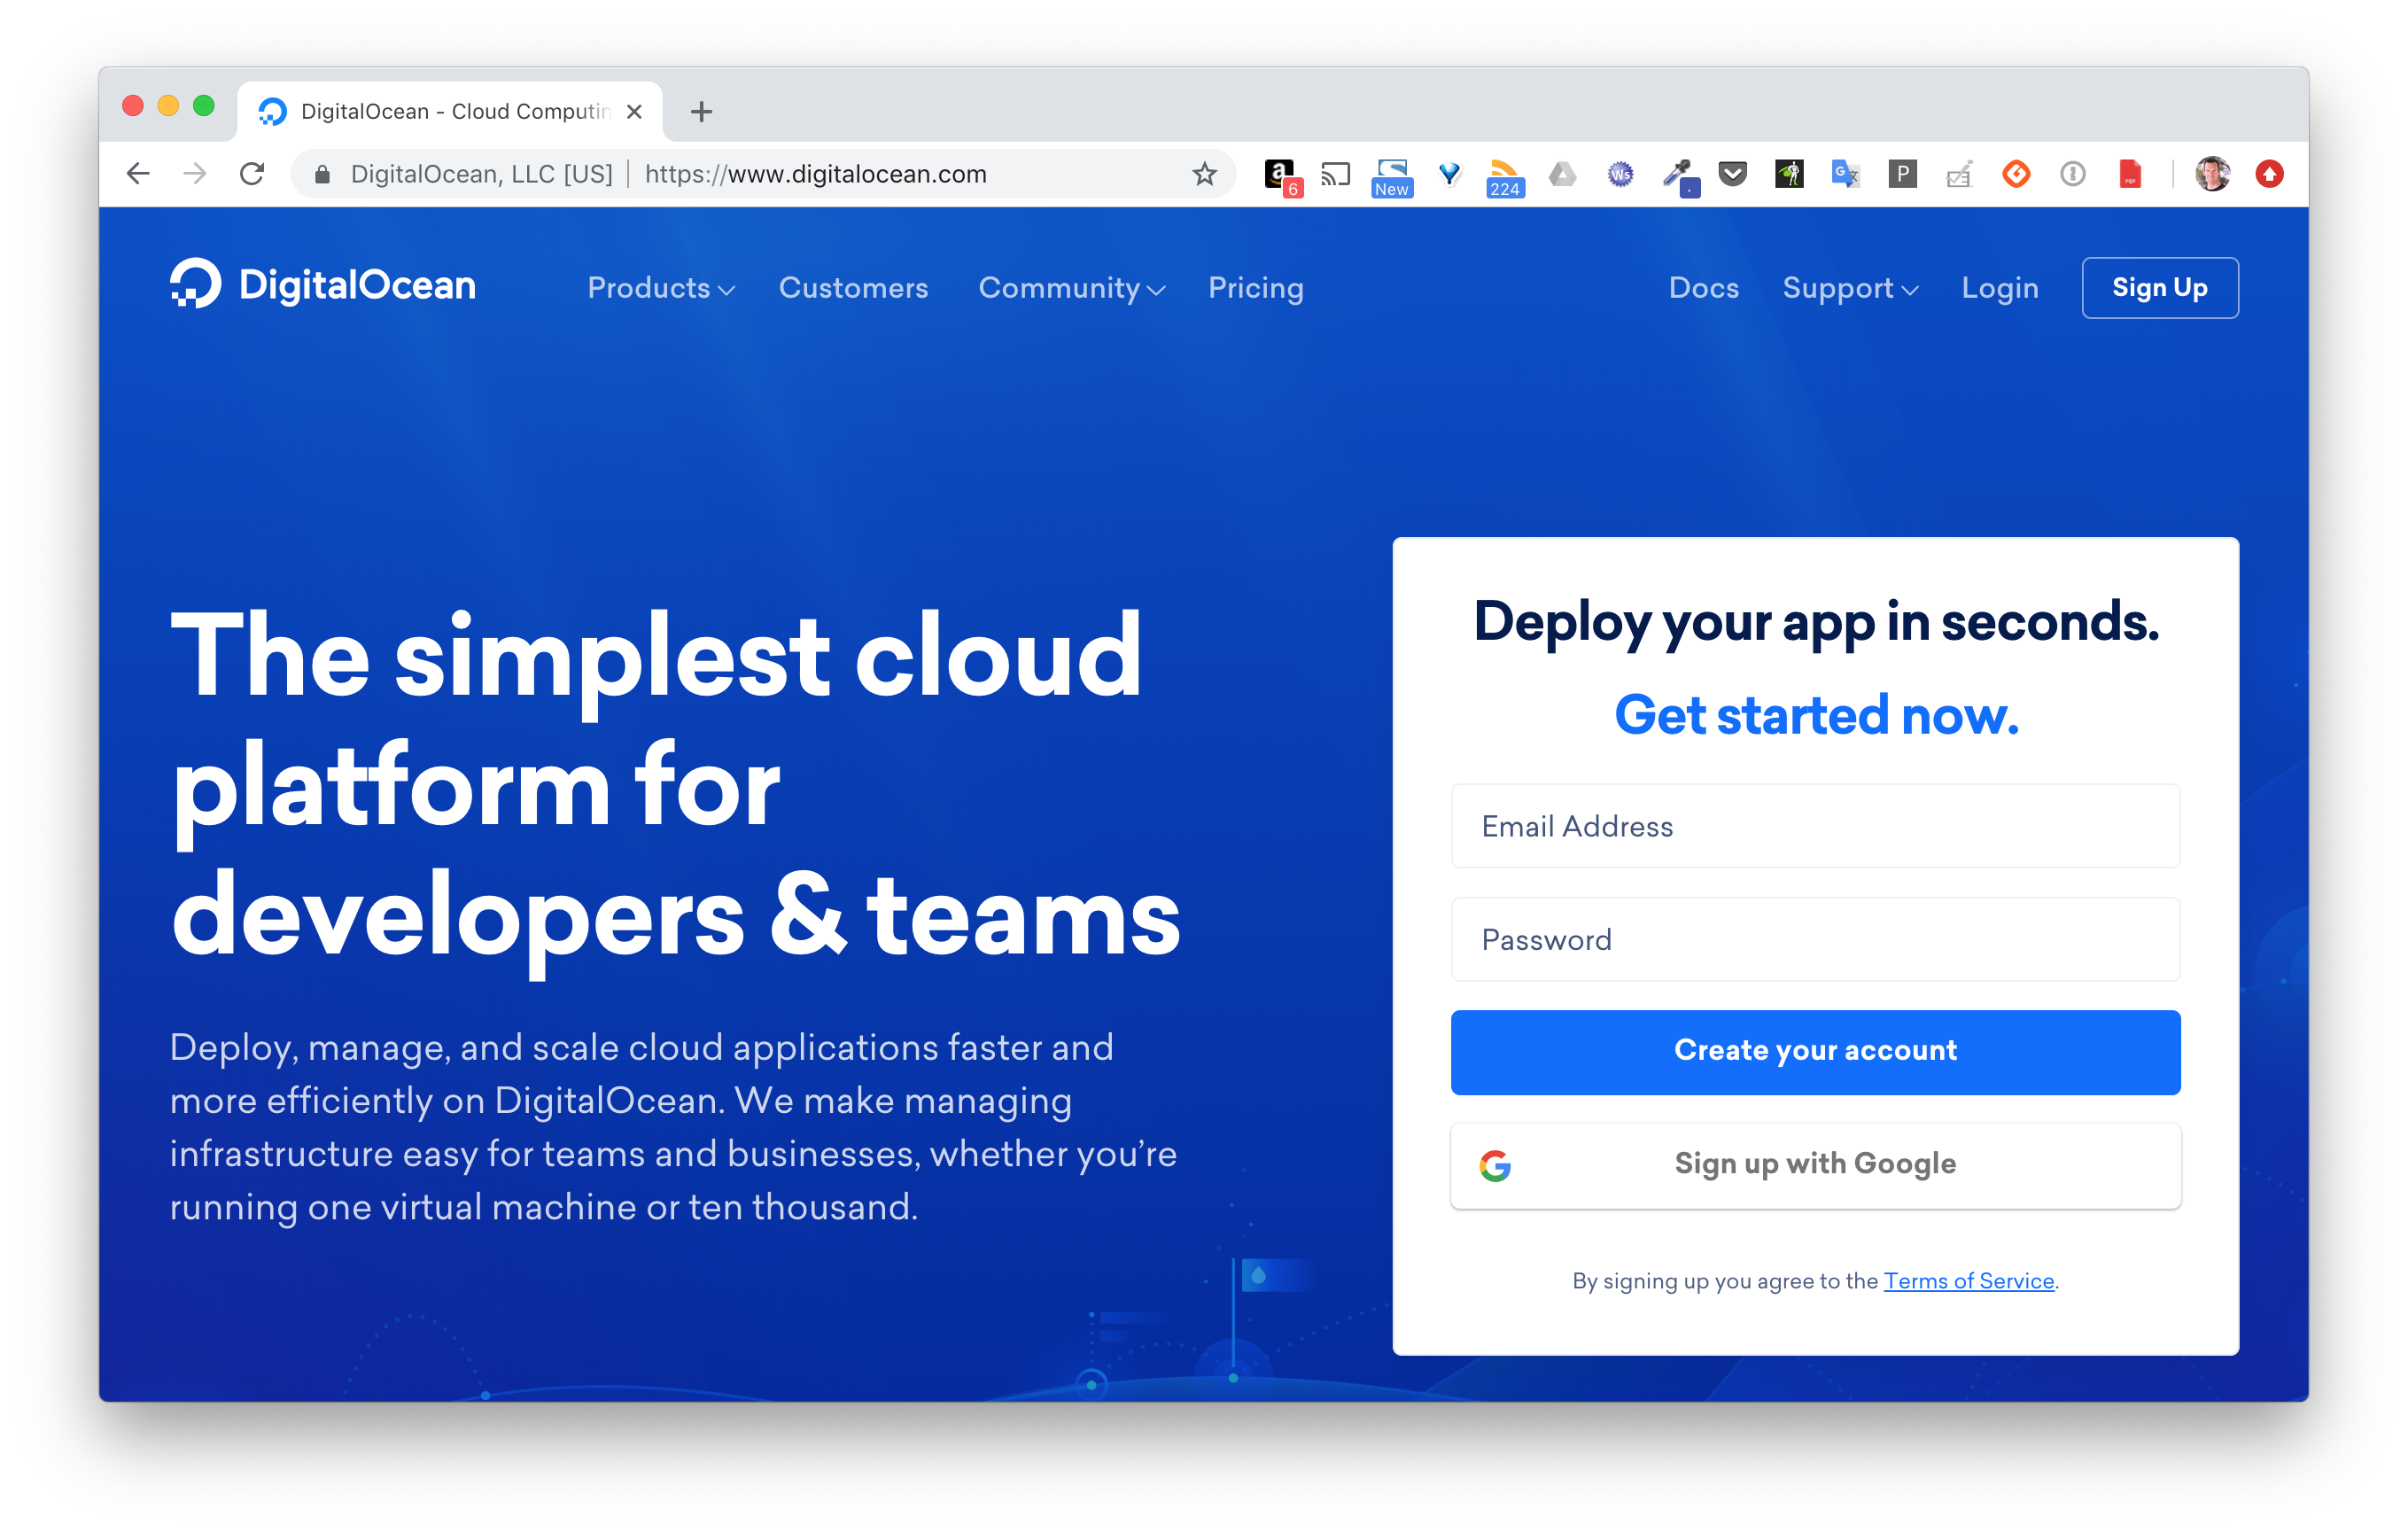 DigitalOcean - Cloud Computin
DigitalOcean, LLC [US] | https://www.digitalocean.com
a 6 New 224 Ws . G P PDF
DigitalOcean Products Customers Community Pricing Docs Support Login Sign Up
The simplest cloud
platform for
developers & teams
Deploy, manage, and scale cloud applications faster and
more efficiently on DigitalOcean. We make managing
infrastructure easy for teams and businesses, whether you’re
running one virtual machine or ten thousand.
Deploy your app in seconds.
Get started now.
Email Address
Password
Create your account
Sign up with Google
By signing up you agree to the Terms of Service.